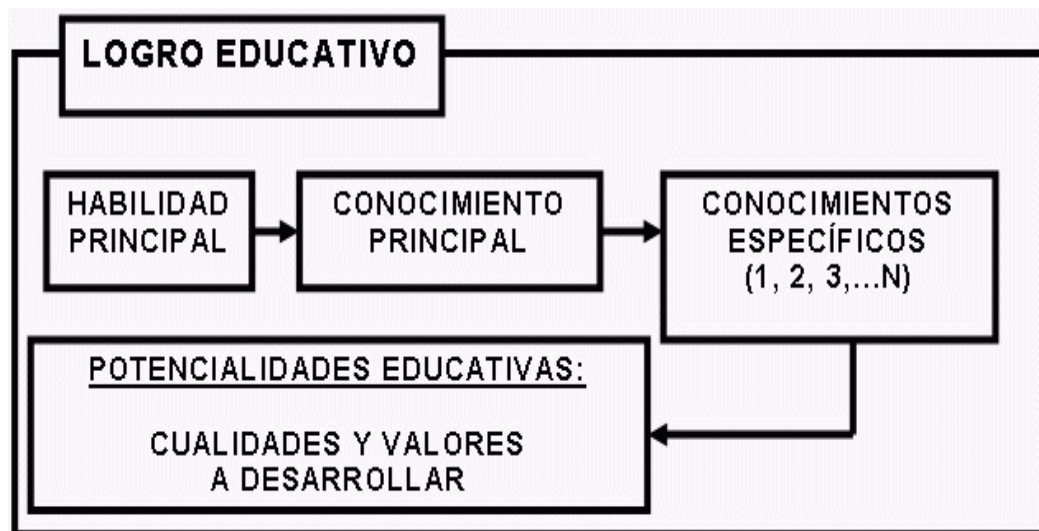 LOGRO EDUCATIVO
HABILIDAD
PRINCIPAL
CONOCIMIENTO
PRINCIPAL
CONOCIMIENTOS
ESPECÍFICOS
(1, 2, 3,...N)
POTENCIALIDADES EDUCATIVAS:
CUALIDADES Y VALORES
A DESARROLLAR